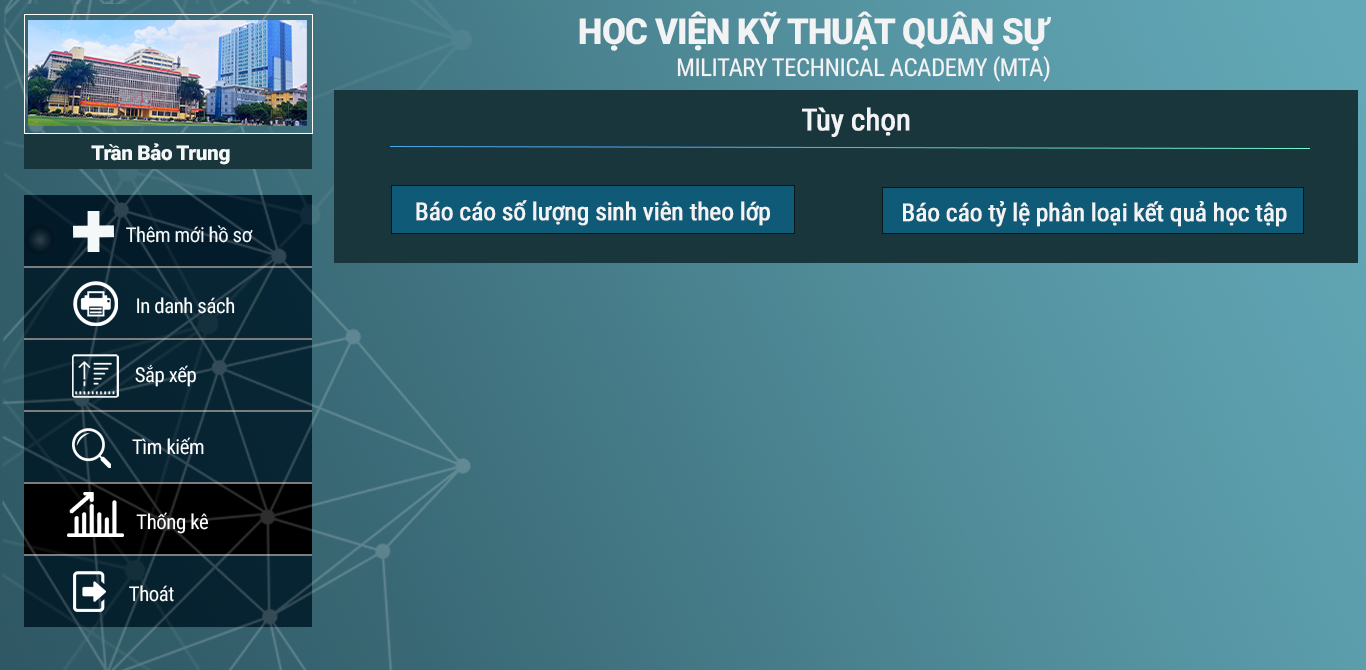 HỌC VIỆN KỸ THUẬT QUÂN SỰ
MILITARY TECHNICAL ACADEMY (MTA)
Trần Bảo Trung
Thêm mới hồ sơ
In danh sách
Sắp xếp
Tìm kiếm
Thống kê
Thoát
Tùy chọn
Báo cáo số lượng sinh viên theo lớp
Báo cáo tỷ lệ phân loại kết quả học tập